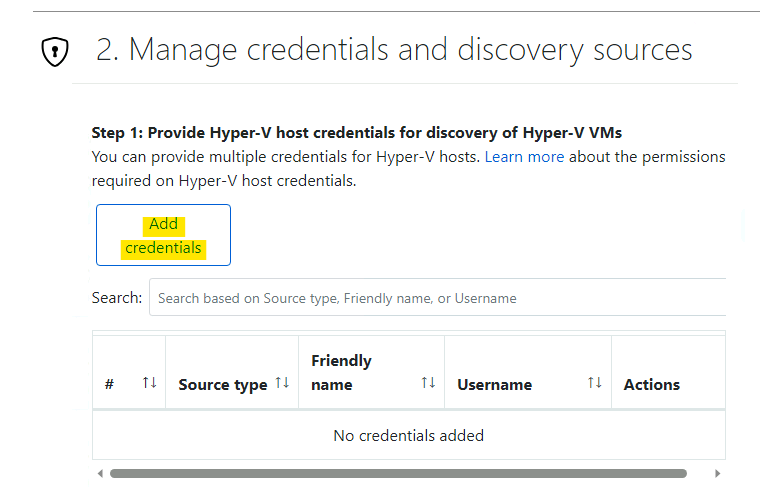 2. Manage credentials and discovery sources
Step 1: Provide Hyper-V host credentials for discovery of Hyper-V VMs
You can provide multiple credentials for Hyper-V hosts. Learn more about the permissions
required on Hyper-V host credentials.
Add
credentials
Search: Search based on Source type, Friendly name, or Username
# Source type Friendly name Username Actions
No credentials added